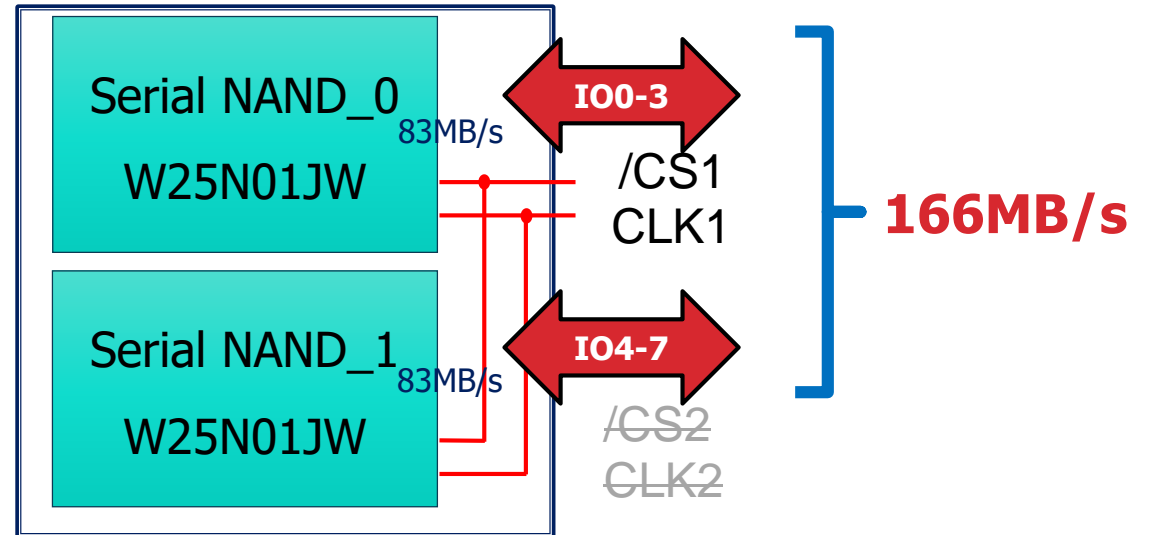 Serial NAND_0
83MB/s
W25N01JW
IO0-3
/CS1
CLK1
166MB/s
Serial NAND_1
83MB/s
W25N01JW
IO4-7
/CS2
CLK2